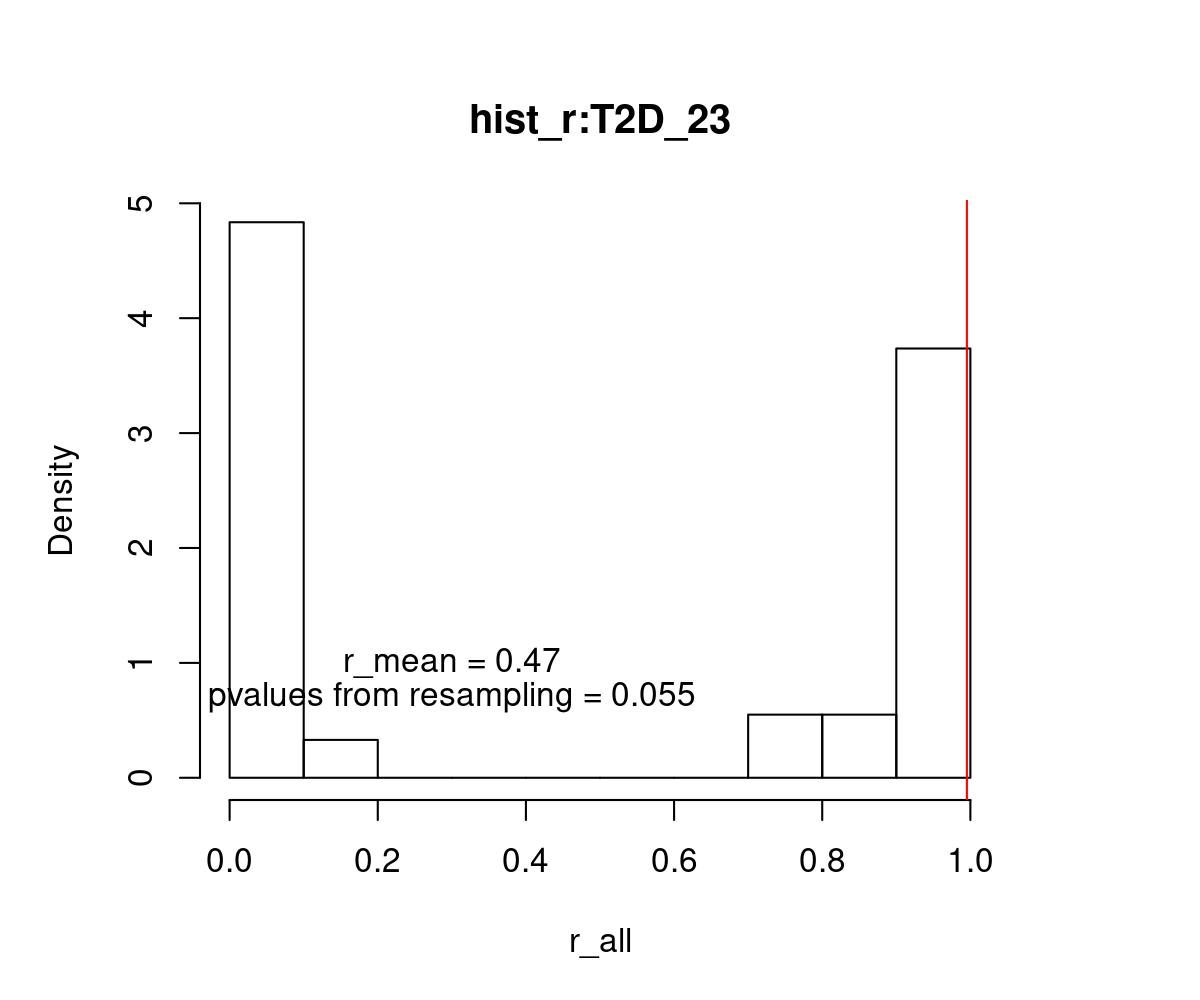 hist_r:T2D_23
5
4
3
2
1
0
Density
r_mean = 0.47
pvalues from resampling = 0.055
0.0 0.2 0.4 0.6 0.8 1.0
r_all